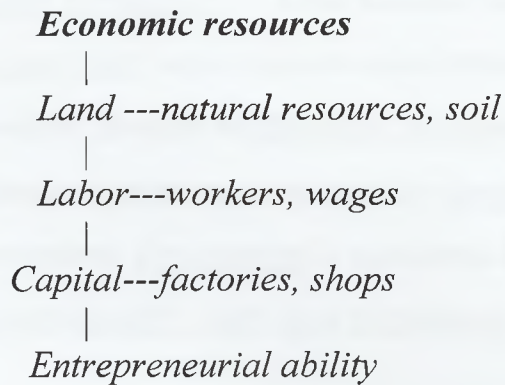 Economic resources
Land ---natural resources, soil
Labor---workers, wages
Capital---factories, shops
Entrepreneurial ability